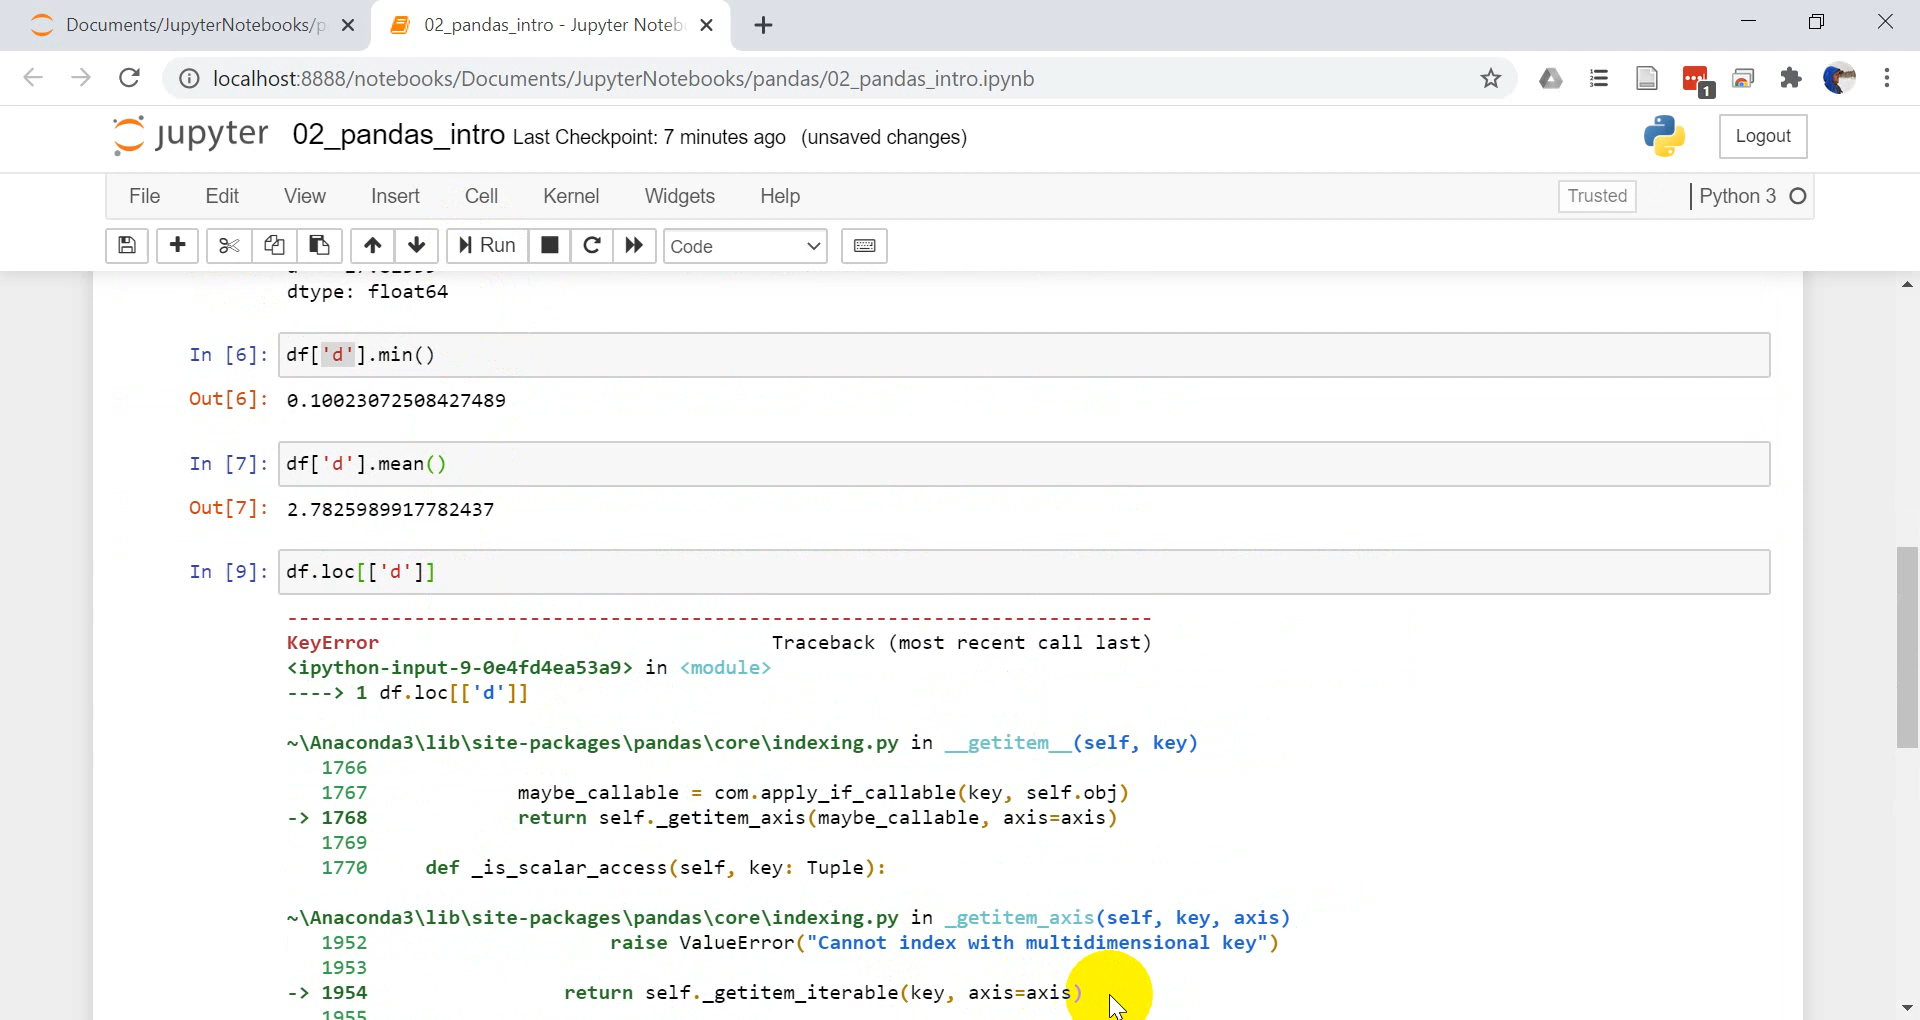 Documents/JupyterNotebooks/p
02_pandas_intro - Jupyter Noteb
localhost:8888/notebooks/Documents/JupyterNotebooks/pandas/02_pandas_intro.ipynb
1
jupyter 02_pandas_intro Last Checkpoint: 7 minutes ago (unsaved changes)
Logout
File Edit View Insert Cell Kernel Widgets Help
Trusted
Python 3
Run
Code
dtype: float64
In [6]: df['d'].min()
Out[6]: 0.10023072508427489
In [7]: df['d'].mean()
Out[7]: 2.7825989917782437
In [9]: df.loc[['d']]
---------------------------------------------------------------------------
KeyError Traceback (most recent call last)
<ipython-input-9-0e4fd4ea53a9> in <module>
----> 1 df.loc[['d']]
~\Anaconda3\lib\site-packages\pandas\core\indexing.py in __getitem__(self, key)
1766
1767 maybe_callable = com.apply_if_callable(key, self.obj)
-> 1768 return self._getitem_axis(maybe_callable, axis=axis)
1769
1770 def _is_scalar_access(self, key: Tuple):
~\Anaconda3\lib\site-packages\pandas\core\indexing.py in _getitem_axis(self, key, axis)
1952 raise ValueError("Cannot index with multidimensional key")
1953
-> 1954 return self._getitem_iterable(key, axis=axis)
1955